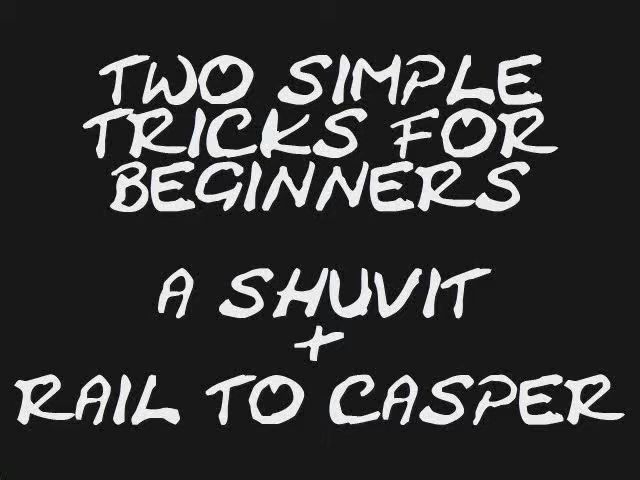 TWO SIMPLE
TRICKS FOR
BEGINNERS
A SHUVIT
+
RAIL TO CASPER